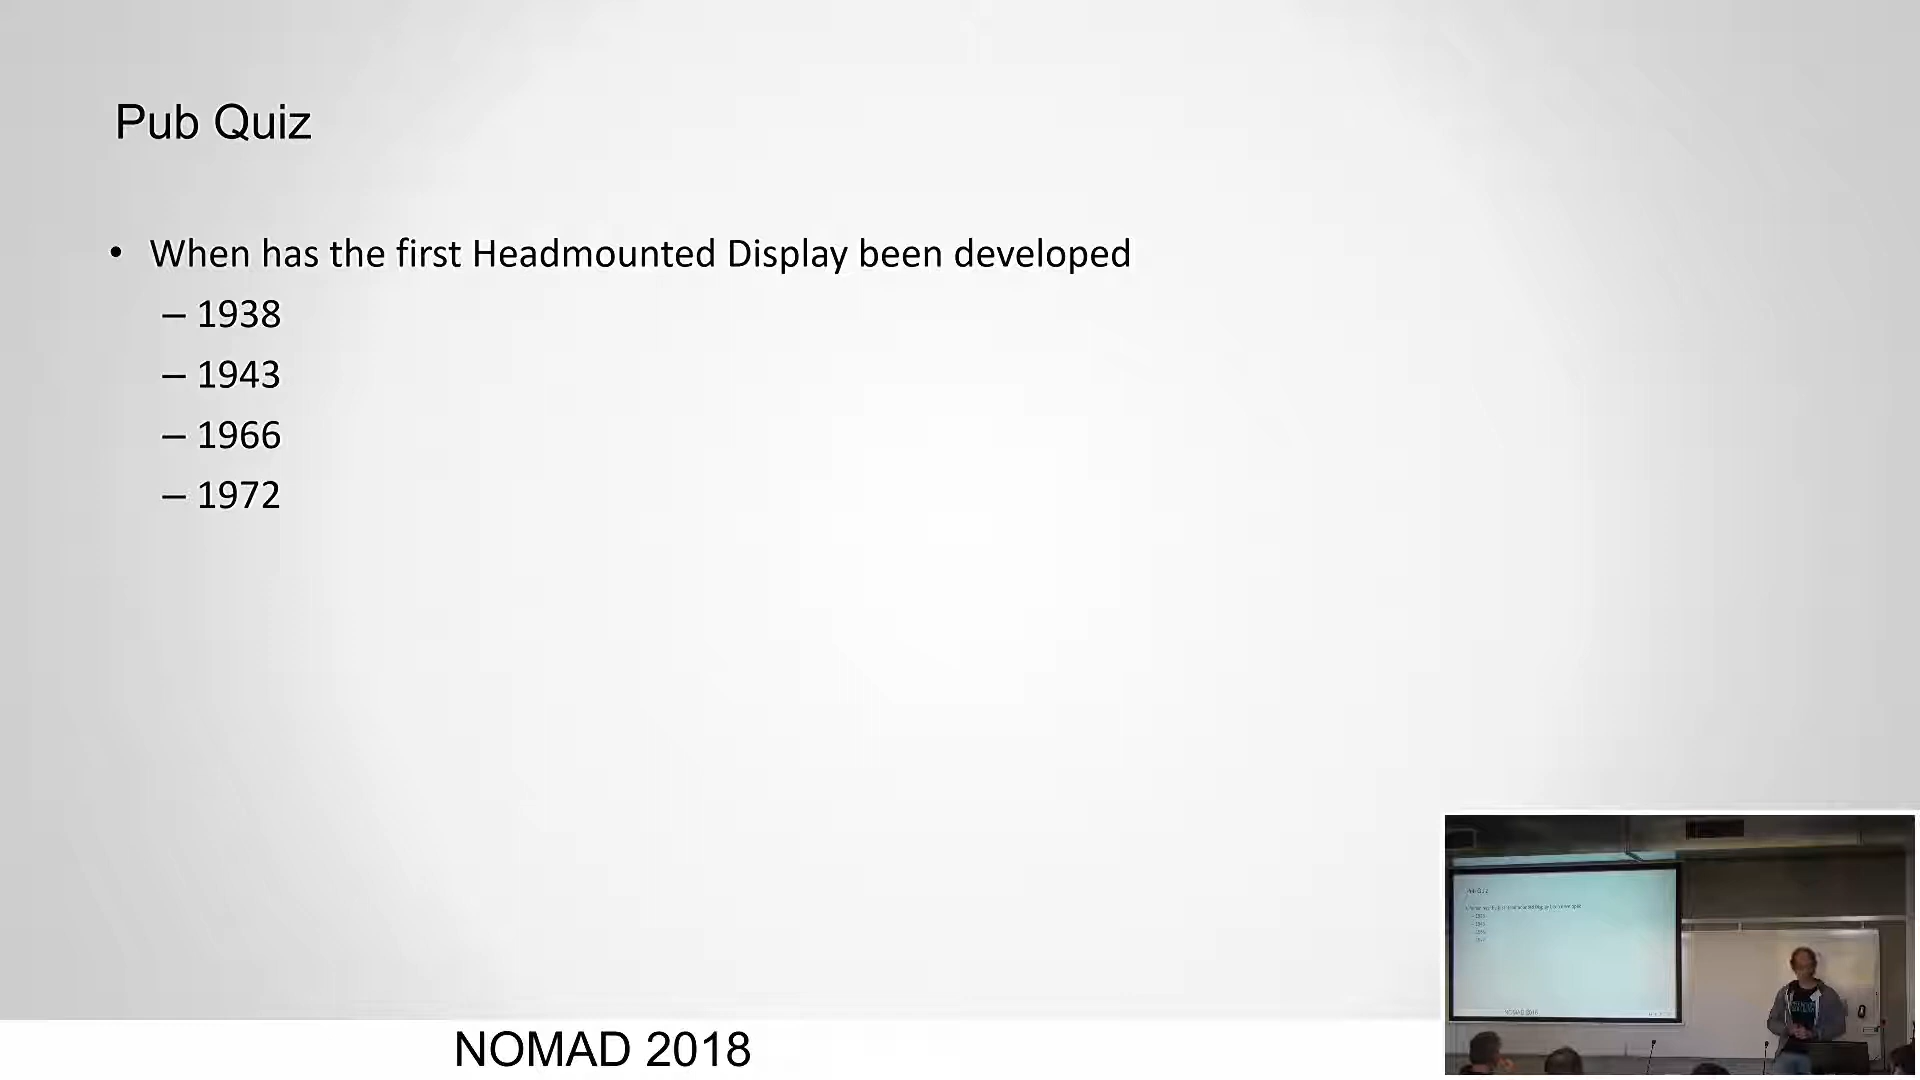 Pub Quiz
• When has the first Headmounted Display been developed
– 1938
– 1943
– 1966
– 1972
NOMAD 2018